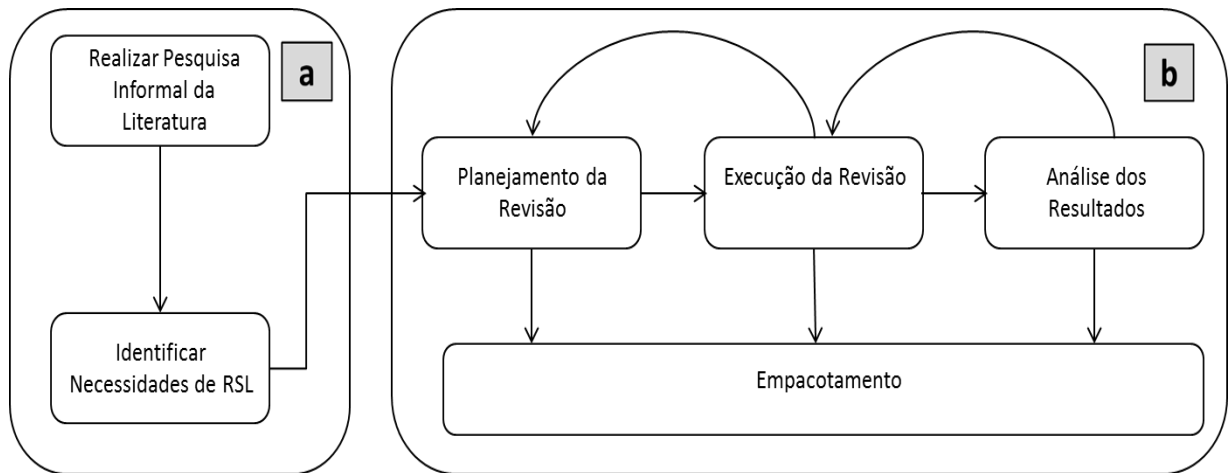 Realizar Pesquisa
Informal da
Literatura
a
Identificar
Necessidades de RSL
b
Planejamento da
Revisão
Execução da Revisão
Análise dos
Resultados
Empacotamento